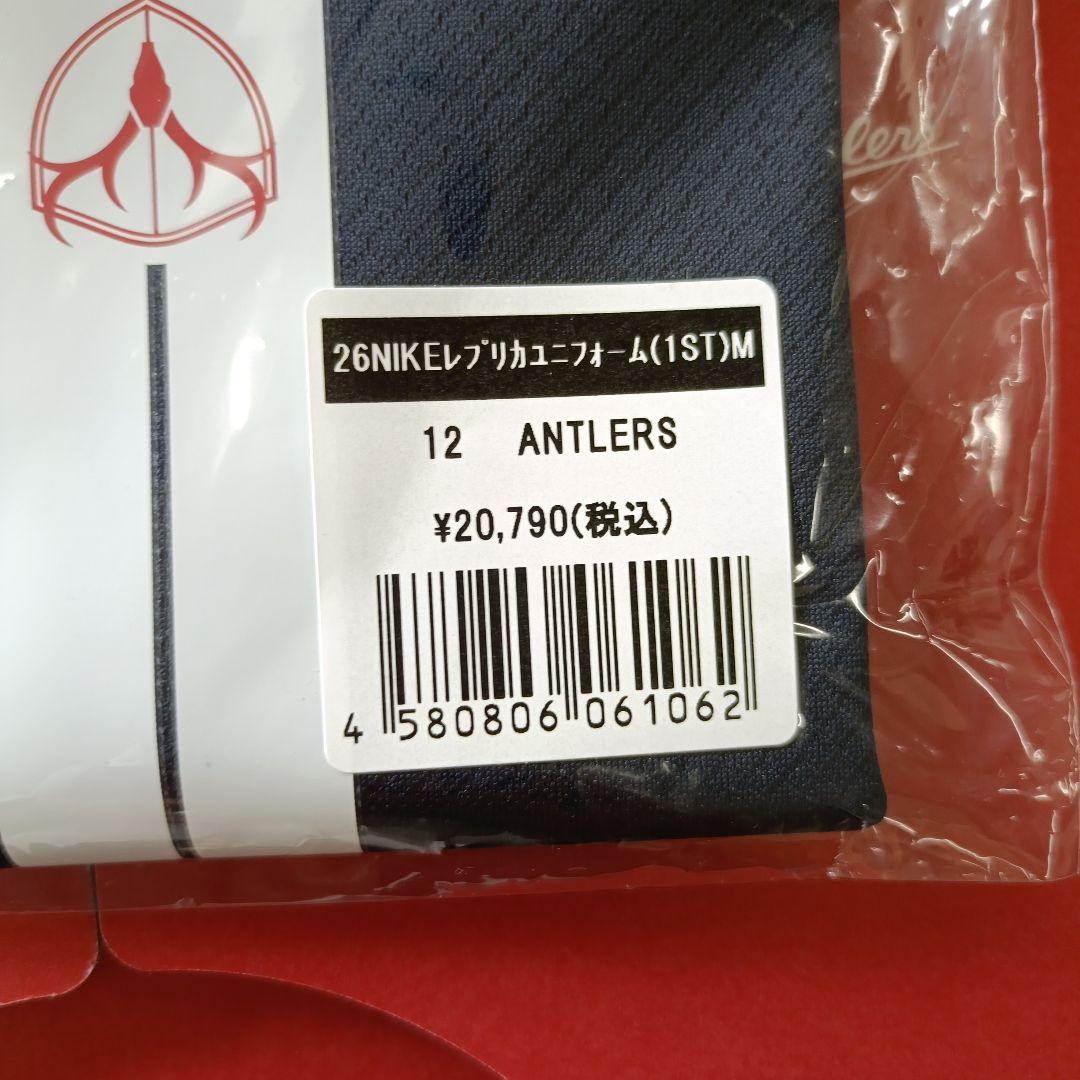 lers
26NIKEﾚﾌﾟﾘｶﾕﾆﾌｫｰﾑ(1ST)M
12 ANTLERS
¥20,790(税込)
4 580806 061062